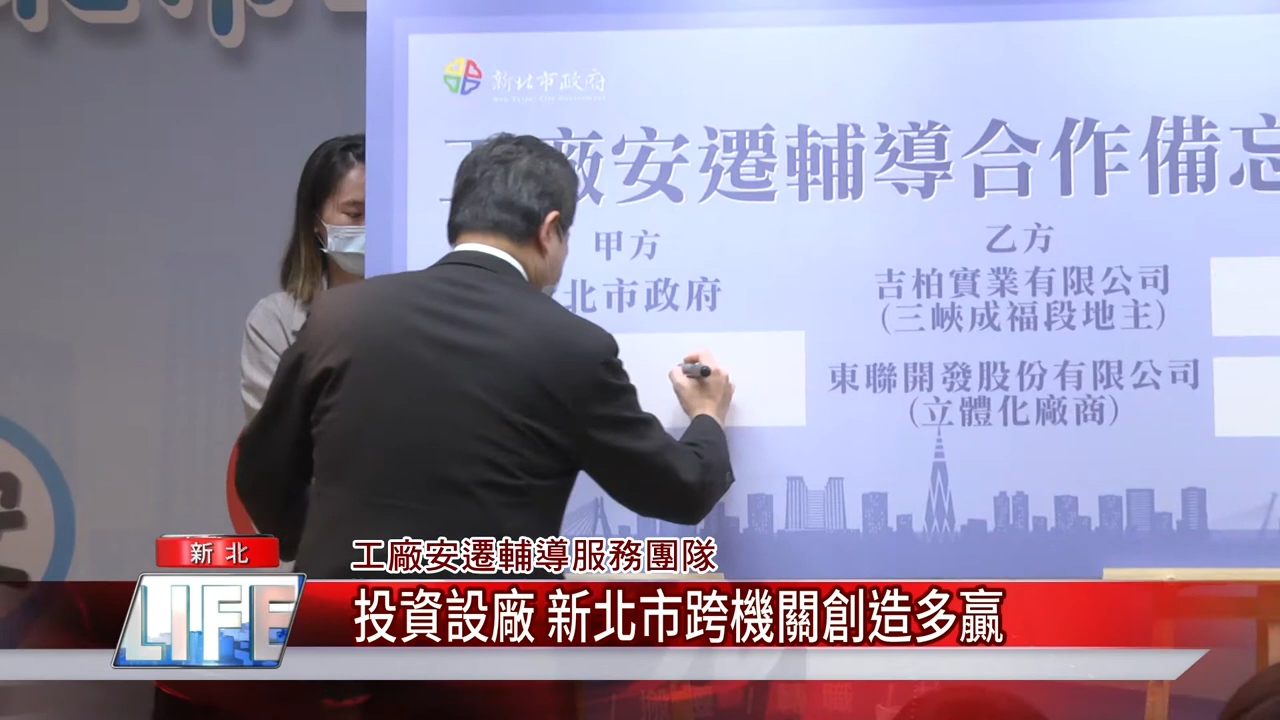 新北市政府
New Taipei City Government
工廠安遷輔導合作備忘
甲方
北市政府
乙方
吉柏實業有限公司
(三峽成福段地主)
東聯開發股份有限公司
(立體化廠商)
新北
LIFE
工廠安遷輔導服務團隊
投資設廠 新北市跨機關創造多贏